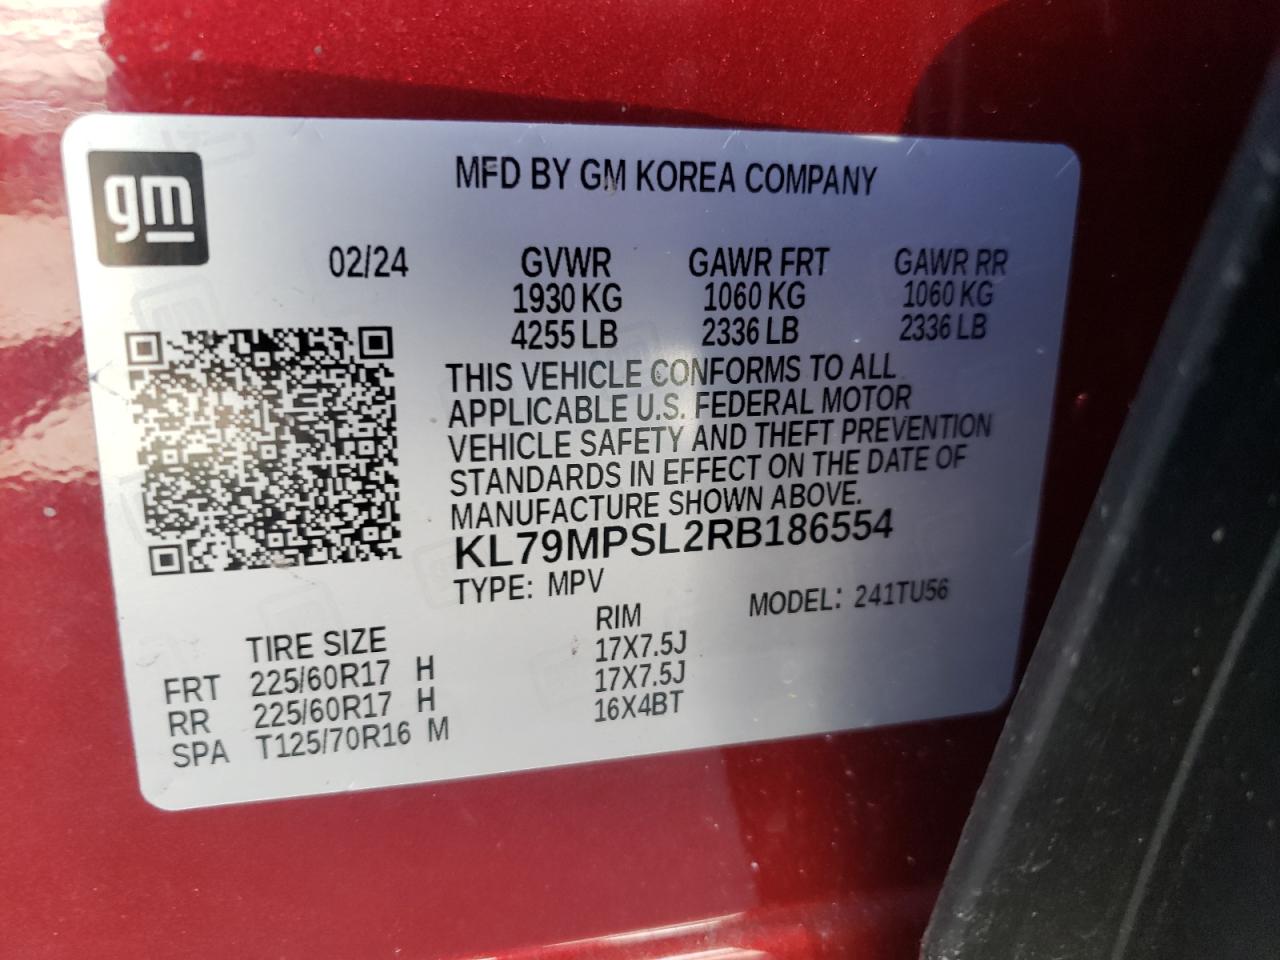 gm
MFD BY GM KOREA COMPANY
02/24 GVWR GAWR FRT GAWR RR
1930 KG 1060 KG 1060 KG
4255 LB 2336 LB 2336 LB
THIS VEHICLE CONFORMS TO ALL
APPLICABLE U.S. FEDERAL MOTOR
VEHICLE SAFETY AND THEFT PREVENTION
STANDARDS IN EFFECT ON THE DATE OF
MANUFACTURE SHOWN ABOVE.
KL79MPSL2RB186554
TYPE: MPV MODEL: 241TU56
TIRE SIZE RIM
FRT 225/60R17 H 17X7.5J
RR 225/60R17 H 17X7.5J
SPA T125/70R16 M 16X4BT